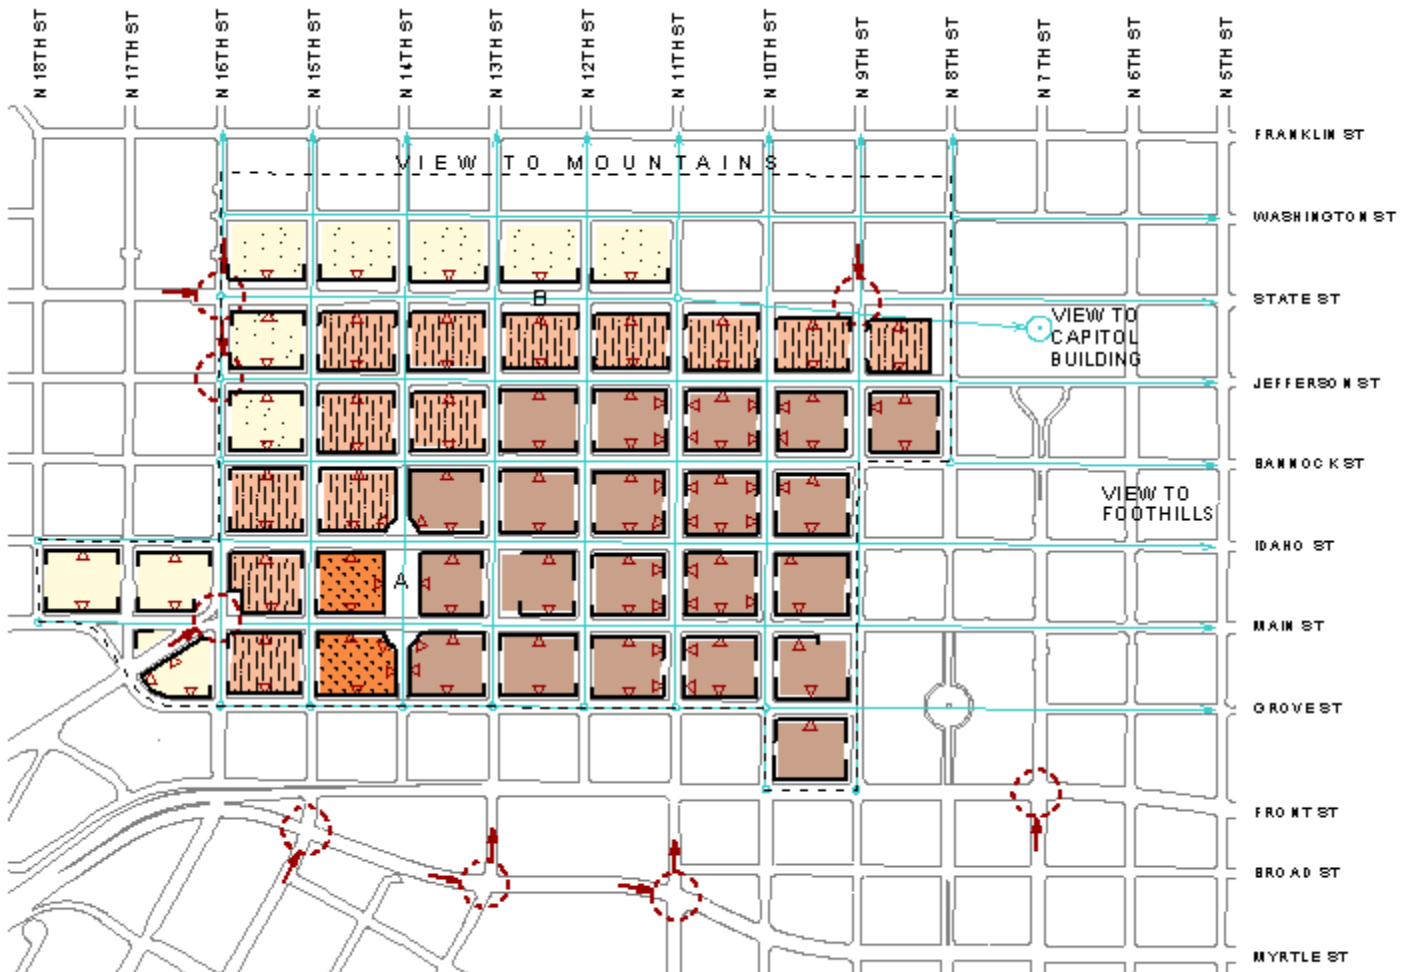 N 18TH ST
N 17TH ST
N 16TH ST
N 15TH ST
N 14TH ST
N 13TH ST
N 12TH ST
N 11TH ST
N 10TH ST
N 9TH ST
N 8TH ST
N 7TH ST
N 6TH ST
N 5TH ST
FRANKLIN ST
VIEW TO MOUNTAINS
WASHINGTON ST
B
STATE ST
VIEW TO
CAPITOL
BUILDING
JEFFERSON ST
BANNOCK ST
VIEW TO
FOOTHILLS
IDAHO ST
A
MAIN ST
GROVE ST
FRONT ST
BROAD ST
MYRTLE ST